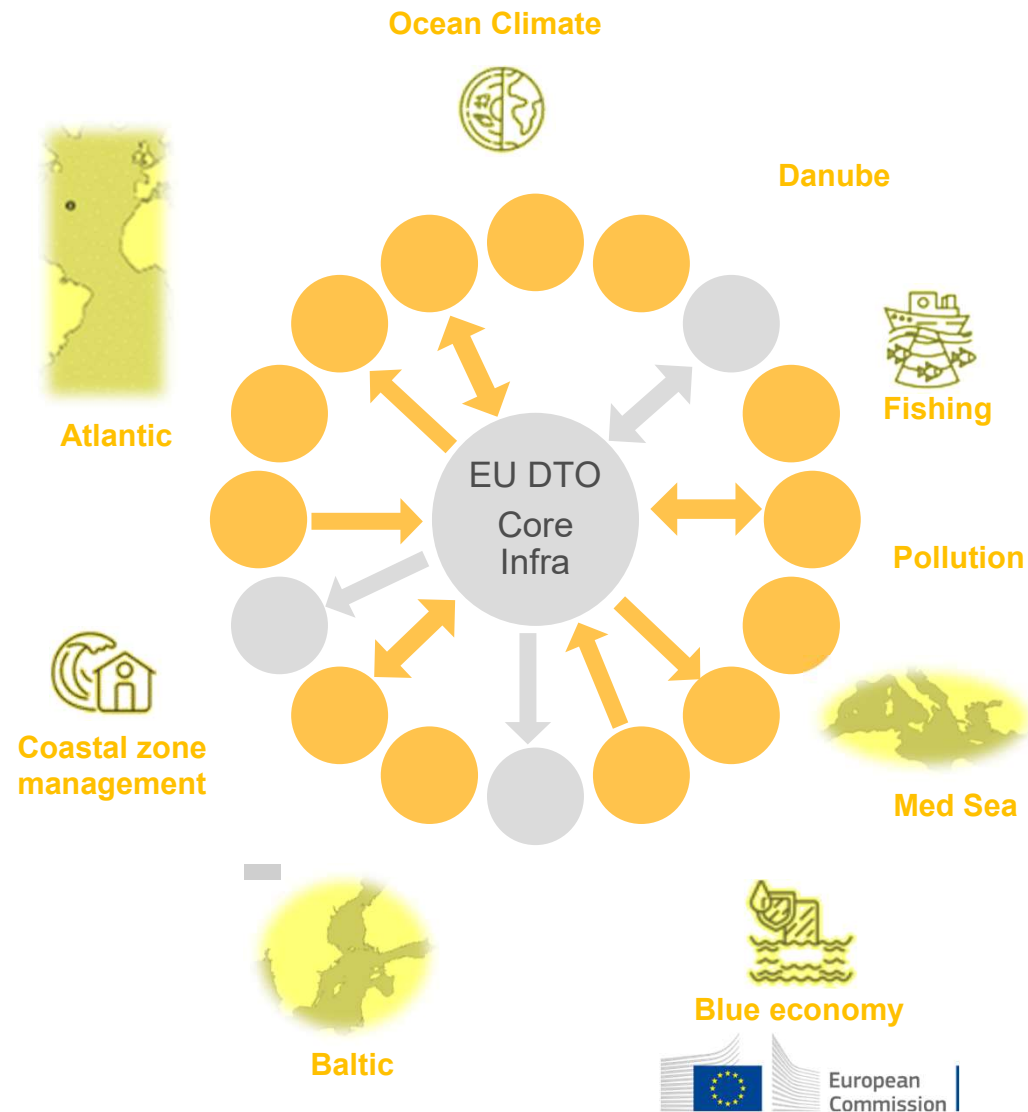 Ocean Climate
Danube
Fishing
Atlantic
EU DTO
Core
Infra
Pollution
Coastal zone
management
Med Sea
Blue economy
Baltic
European
Commission